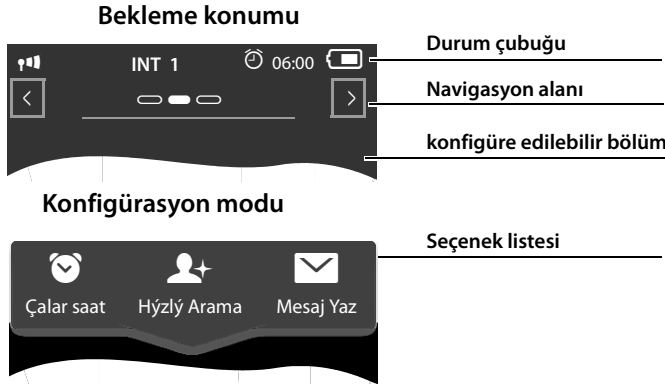 Bekleme konumu
INT 1 06:00
Durum çubuğu
Navigasyon alanı
konfigüre edilebilir bölüm
Konfigürasyon modu
Seçenek listesi
Çalar saat Hýzlý Arama Mesaj Yaz